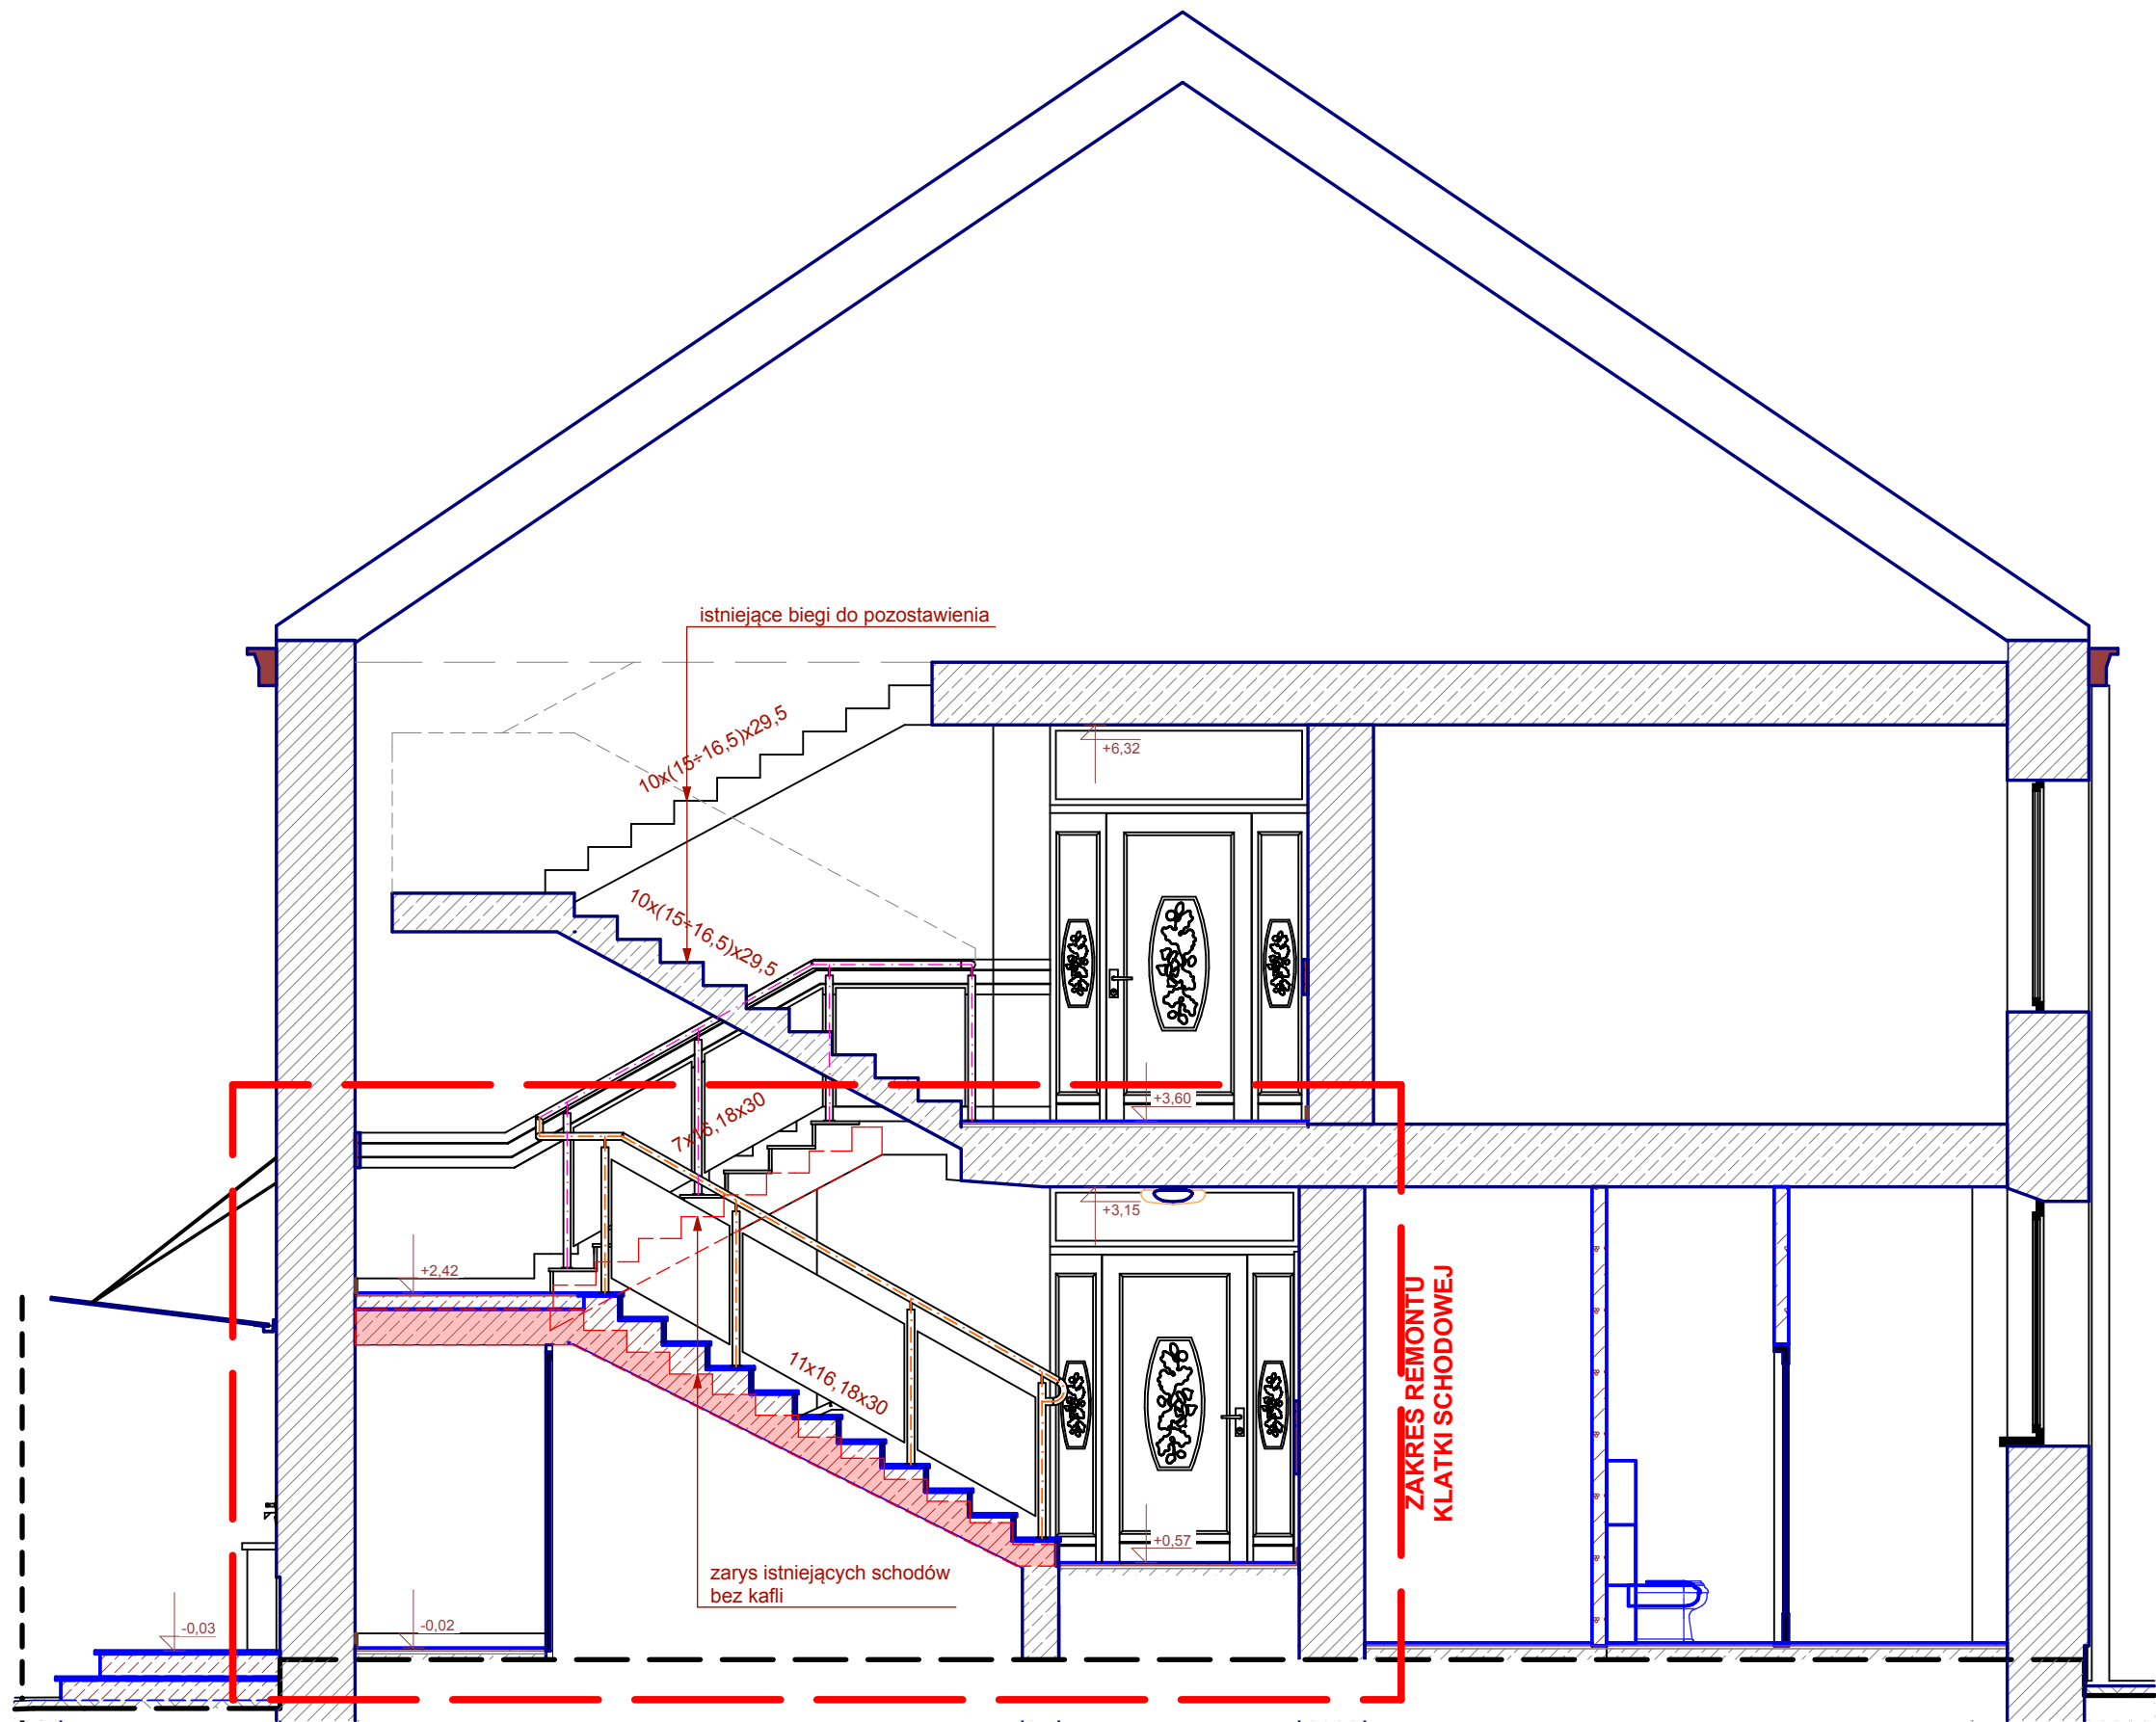 istniejące biegi do pozostawienia
10x(15÷16,5)x29,5
+6,32
10x(15÷16,5)x29,5
+3,60
7x16,18x30
+3,15
+2,42
ZAKRES REMONTU
KLATKI SCHODOWEJ
11x16,18x30
+0,57
zarys istniejących schodów
bez kafli
-0,03
-0,02